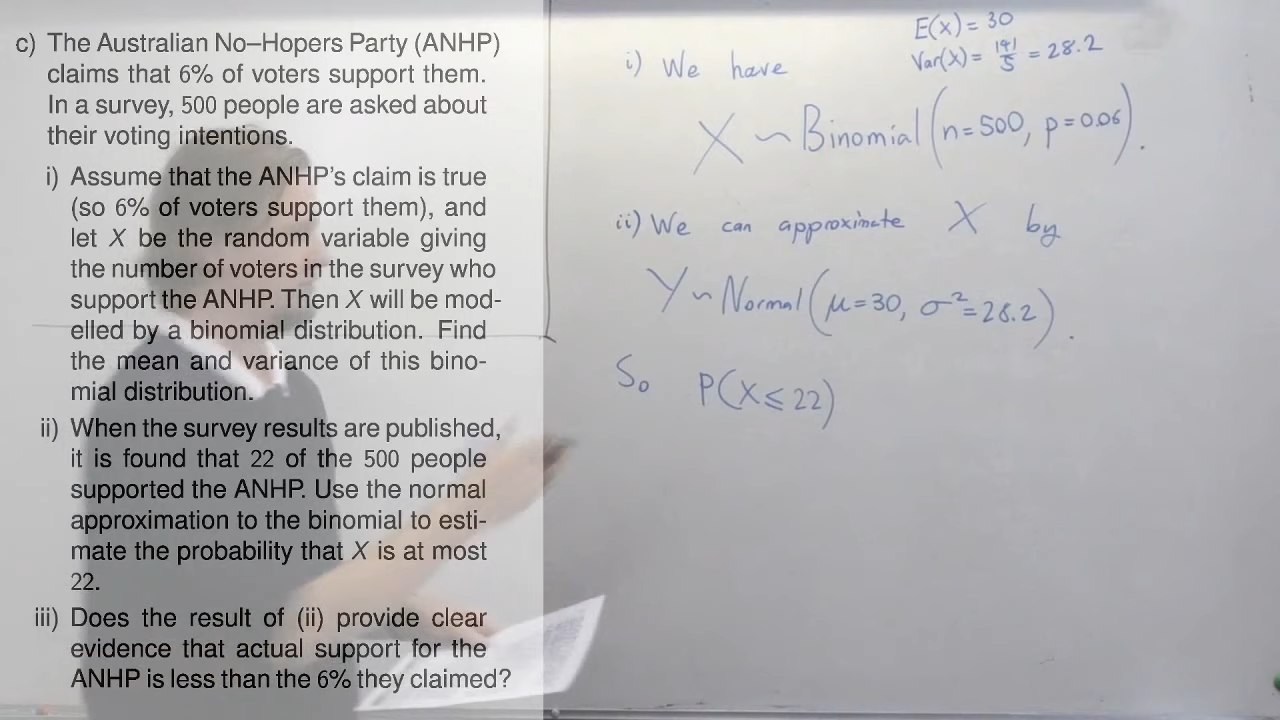 c) The Australian No–Hopers Party (ANHP)
claims that 6% of voters support them.
In a survey, 500 people are asked about
their voting intentions.
i) Assume that the ANHP's claim is true
(so 6% of voters support them), and
let X be the random variable giving
the number of voters in the survey who
support the ANHP. Then X will be mod-
elled by a binomial distribution. Find
the mean and variance of this bino-
mial distribution.
ii) When the survey results are published,
it is found that 22 of the 500 people
supported the ANHP. Use the normal
approximation to the binomial to esti-
mate the probability that X is at most
22.
iii) Does the result of (ii) provide clear
evidence that actual support for the
ANHP is less than the 6% they claimed?
E(X) = 30
Var(X) = 141/5 = 28.2
i) We have
X ~ Binomial(n=500, p=0.06).
ii) We can approximate X by
Y ~ Normal(μ=30, σ²=28.2).
So P(X≤22)